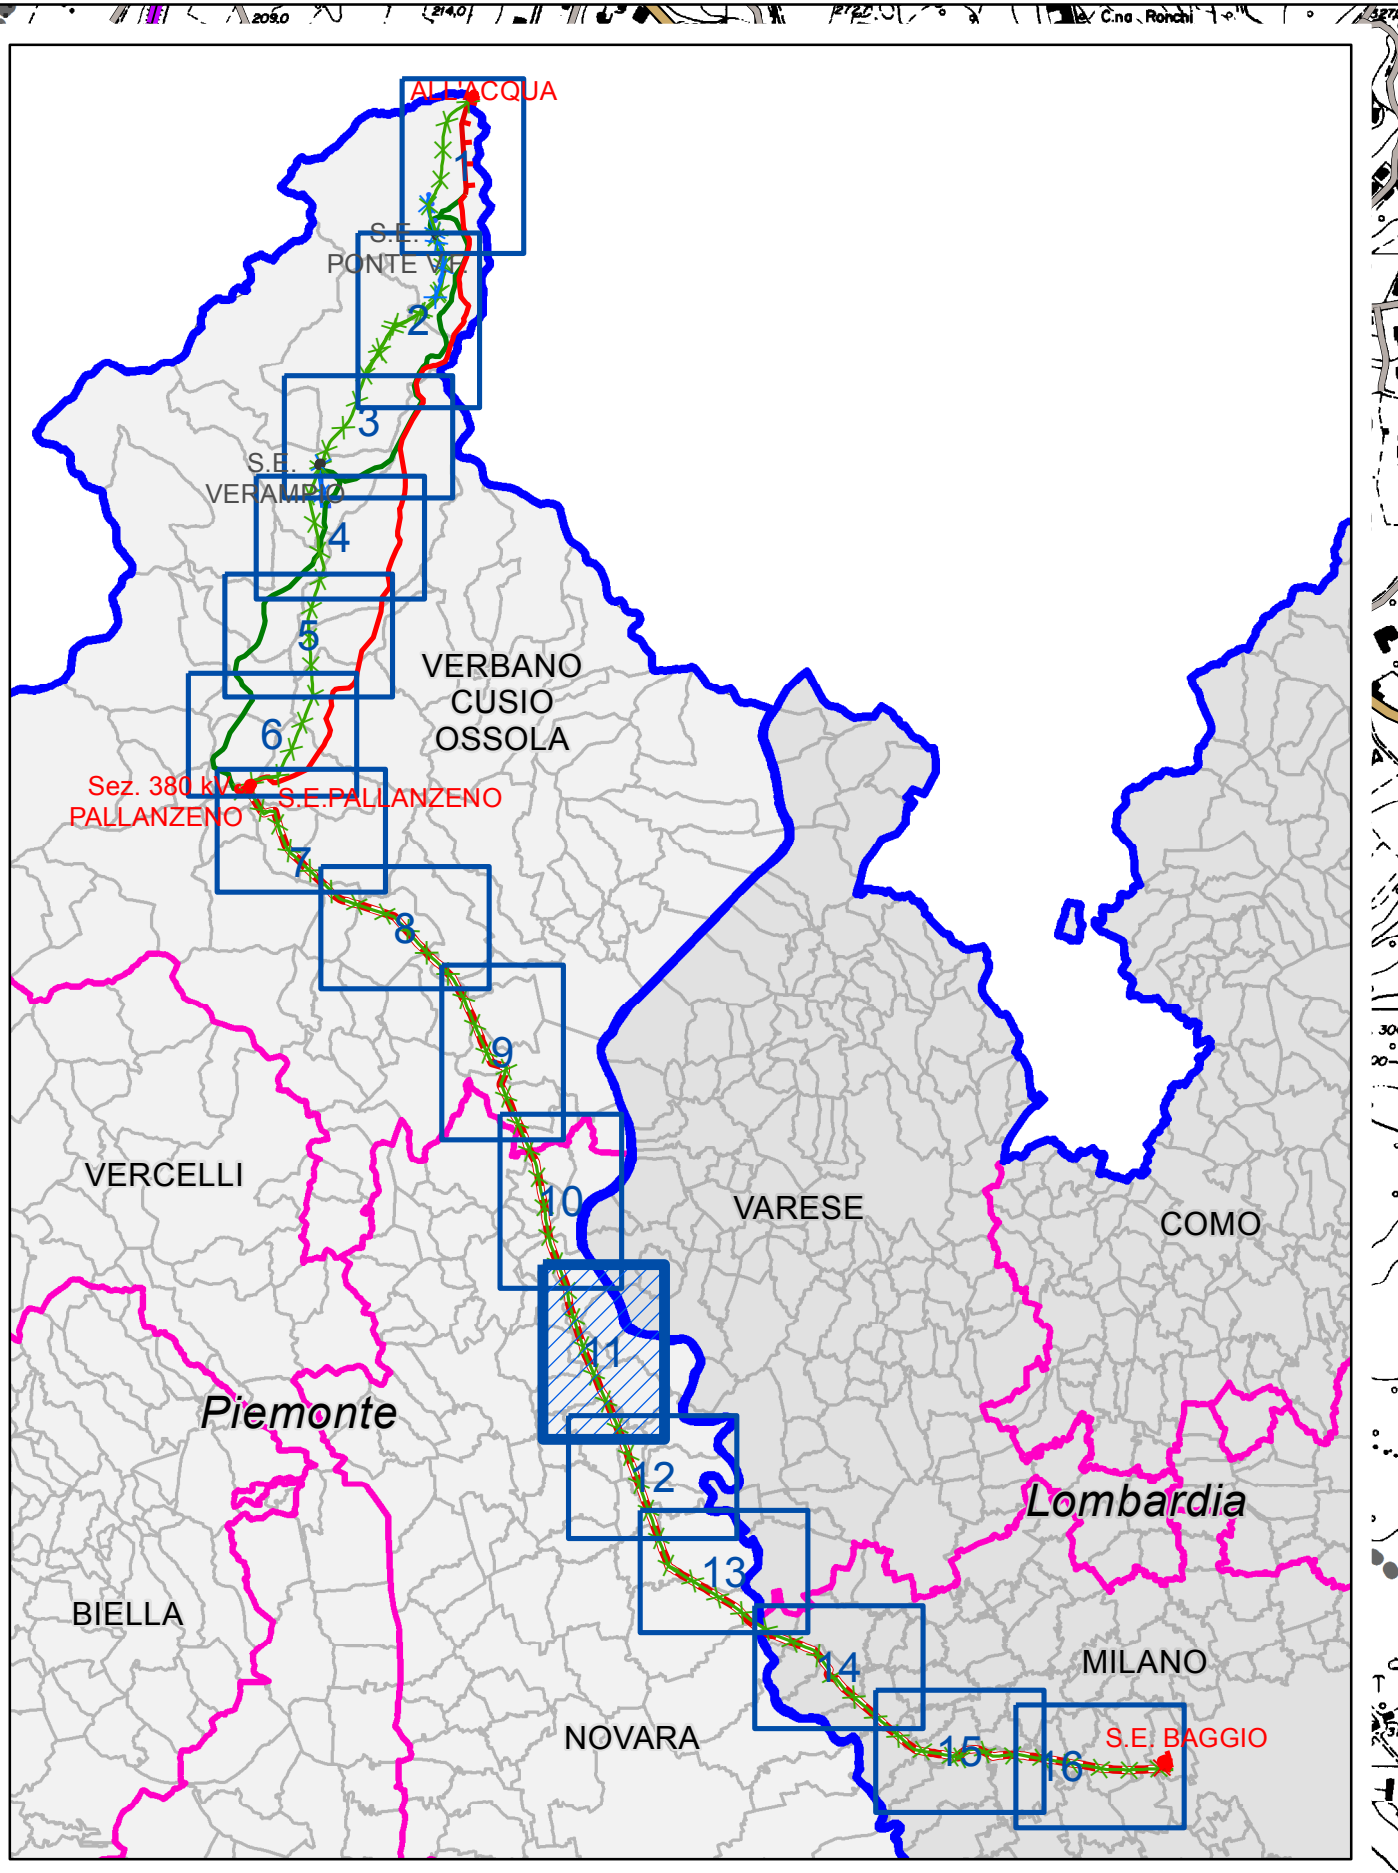 209,0
214,0
272,0
C.na Ronchi
ALL'ACQUA
1
S.E.
PONTE V.F.
2
3
S.E.
VERAMPIO
4
5
VERBANO
CUSIO
OSSOLA
6
Sez. 380 kV
PALLANZENO
S.E.PALLANZENO
7
8
9
VERCELLI
10
VARESE
COMO
11
Piemonte
12
Lombardia
13
BIELLA
14
MILANO
NOVARA
15
16
S.E. BAGGIO